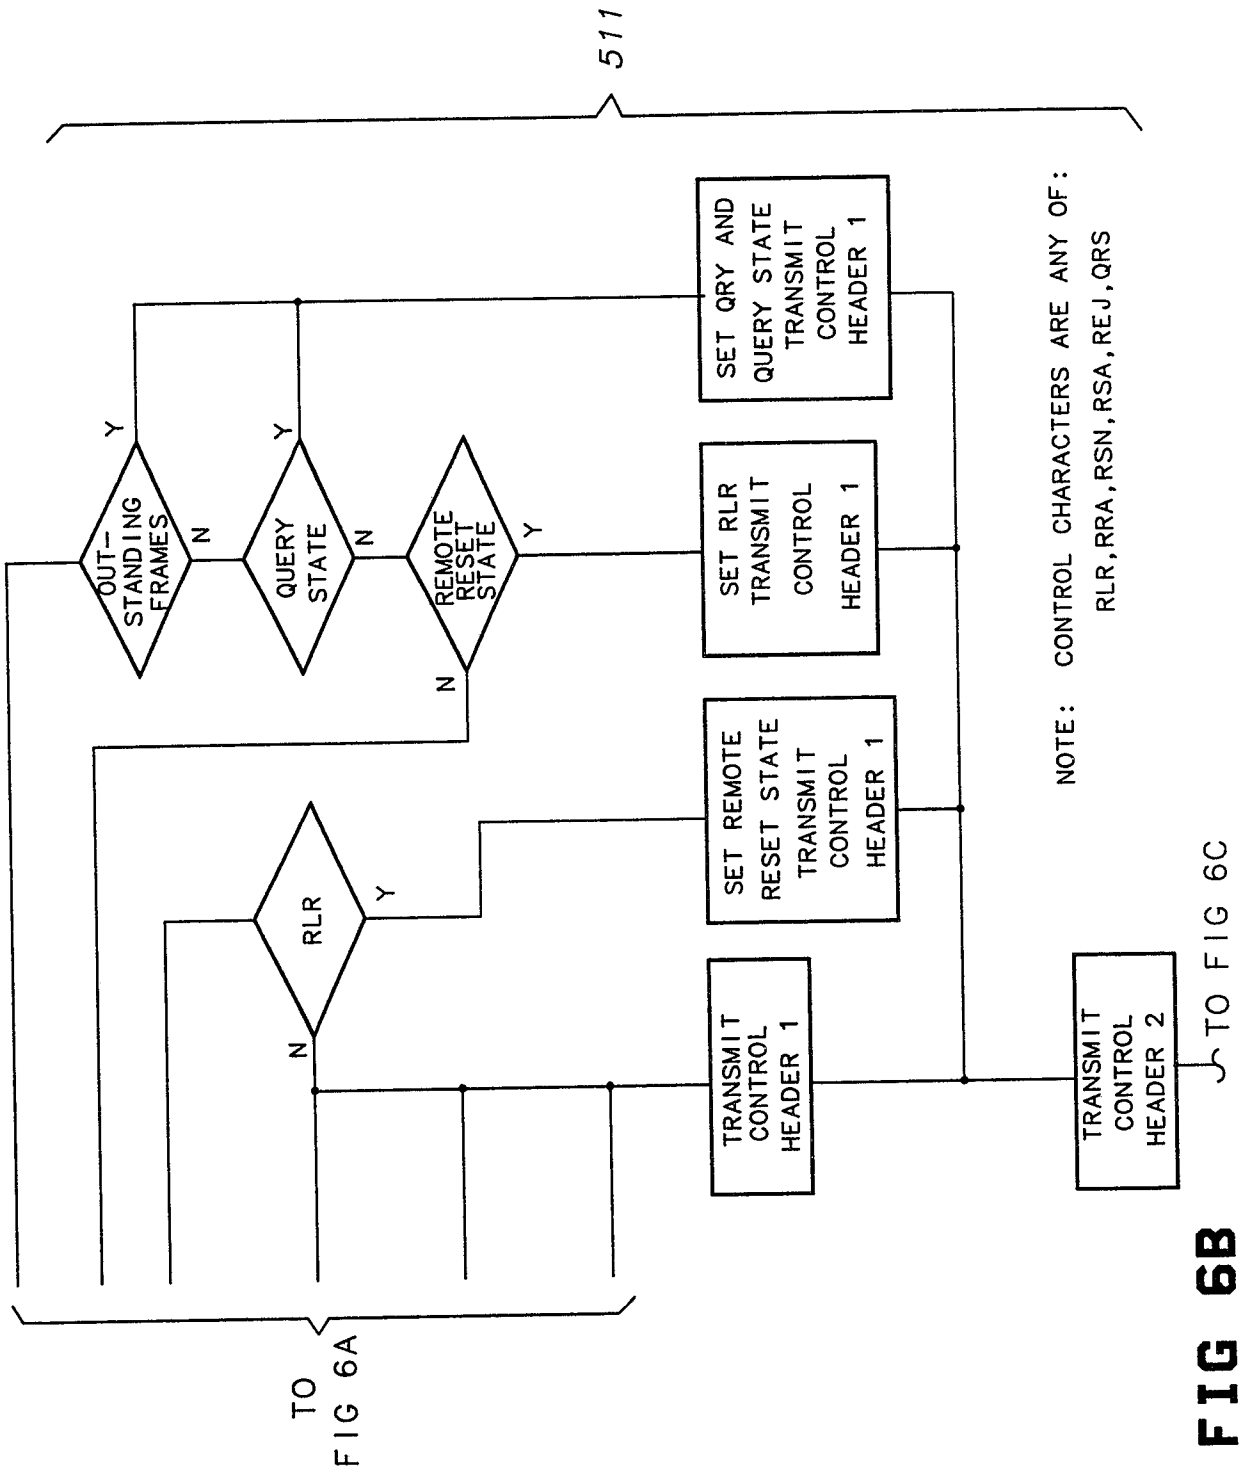 511
OUT-
STANDING
FRAMES
Y
N
QUERY
STATE
Y
N
REMOTE
RESET
STATE
N
Y
RLR
N
Y
TO
FIG 6A
TRANSMIT
CONTROL
HEADER 1
SET REMOTE
RESET STATE
TRANSMIT
CONTROL
HEADER 1
SET RLR
TRANSMIT
CONTROL
HEADER 1
SET QRY AND
QUERY STATE
TRANSMIT
CONTROL
HEADER 1
TRANSMIT
CONTROL
HEADER 2
TO FIG 6C
NOTE: CONTROL CHARACTERS ARE ANY OF:
RLR,RRA,RSN,RSA,REJ,QRS
FIG 6B